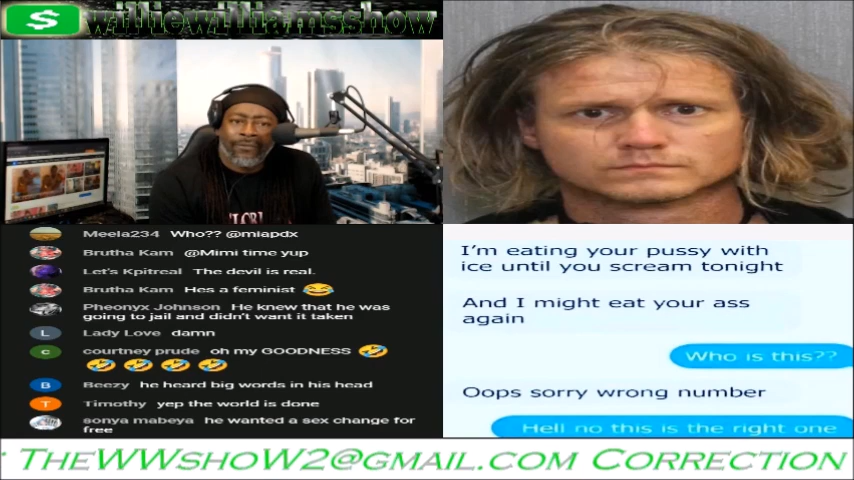 williewilliamsshow
Meela234 Who?? @miapdx
Brutha Kam @Mimi time yup
Let's Kpitreal The devil is real.
Brutha Kam Hes a feminist 😂
Pheonyx Johnson He knew that he was
going to jail and didn't want it taken
L Lady Love damn
c courtney prude oh my GOODNESS 🤣
🤣 🤣 🤣 🤣
B Beezy he heard big words in his head
T Timothy yep the world is done
sonya mabeya he wanted a sex change for
free
I'm eating your pussy with
ice until you scream tonight
And I might eat your ass
again
Who is this??
Oops sorry wrong number
Hell no this is the right one
TheWWshoW2@gmail.com Correction